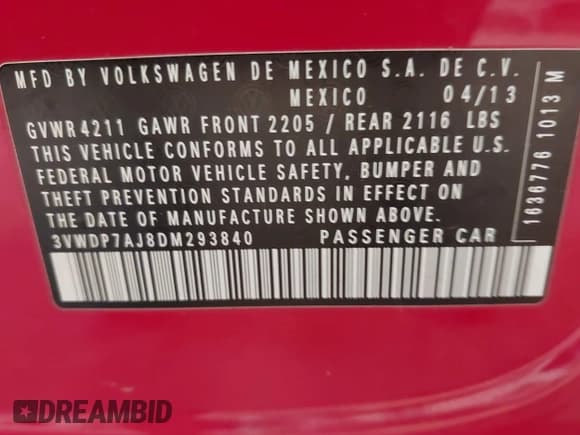 MFD BY VOLKSWAGEN DE MEXICO S.A. DE C.V.
MEXICO 04/13
GVWR 4211 GAWR FRONT 2205 / REAR 2116 LBS
THIS VEHICLE CONFORMS TO ALL APPLICABLE U.S.
FEDERAL MOTOR VEHICLE SAFETY, BUMPER AND
THEFT PREVENTION STANDARDS IN EFFECT ON
THE DATE OF MANUFACTURE SHOWN ABOVE.
3VWDP7AJ8DM293840 PASSENGER CAR
1636776 1013 M
DREAMBID